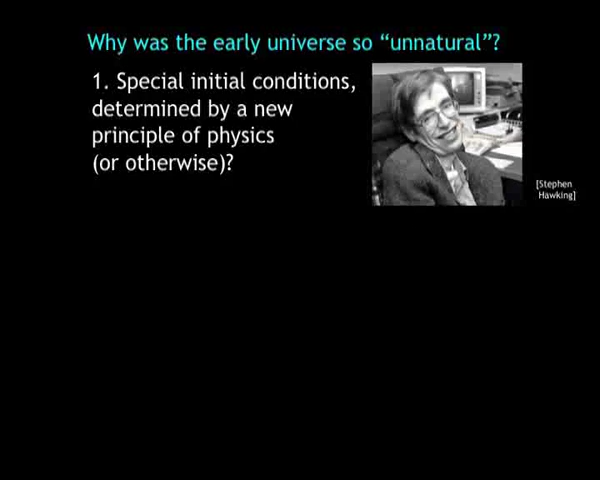 Why was the early universe so “unnatural”?
1. Special initial conditions,
determined by a new
principle of physics
(or otherwise)?
[Stephen
Hawking]